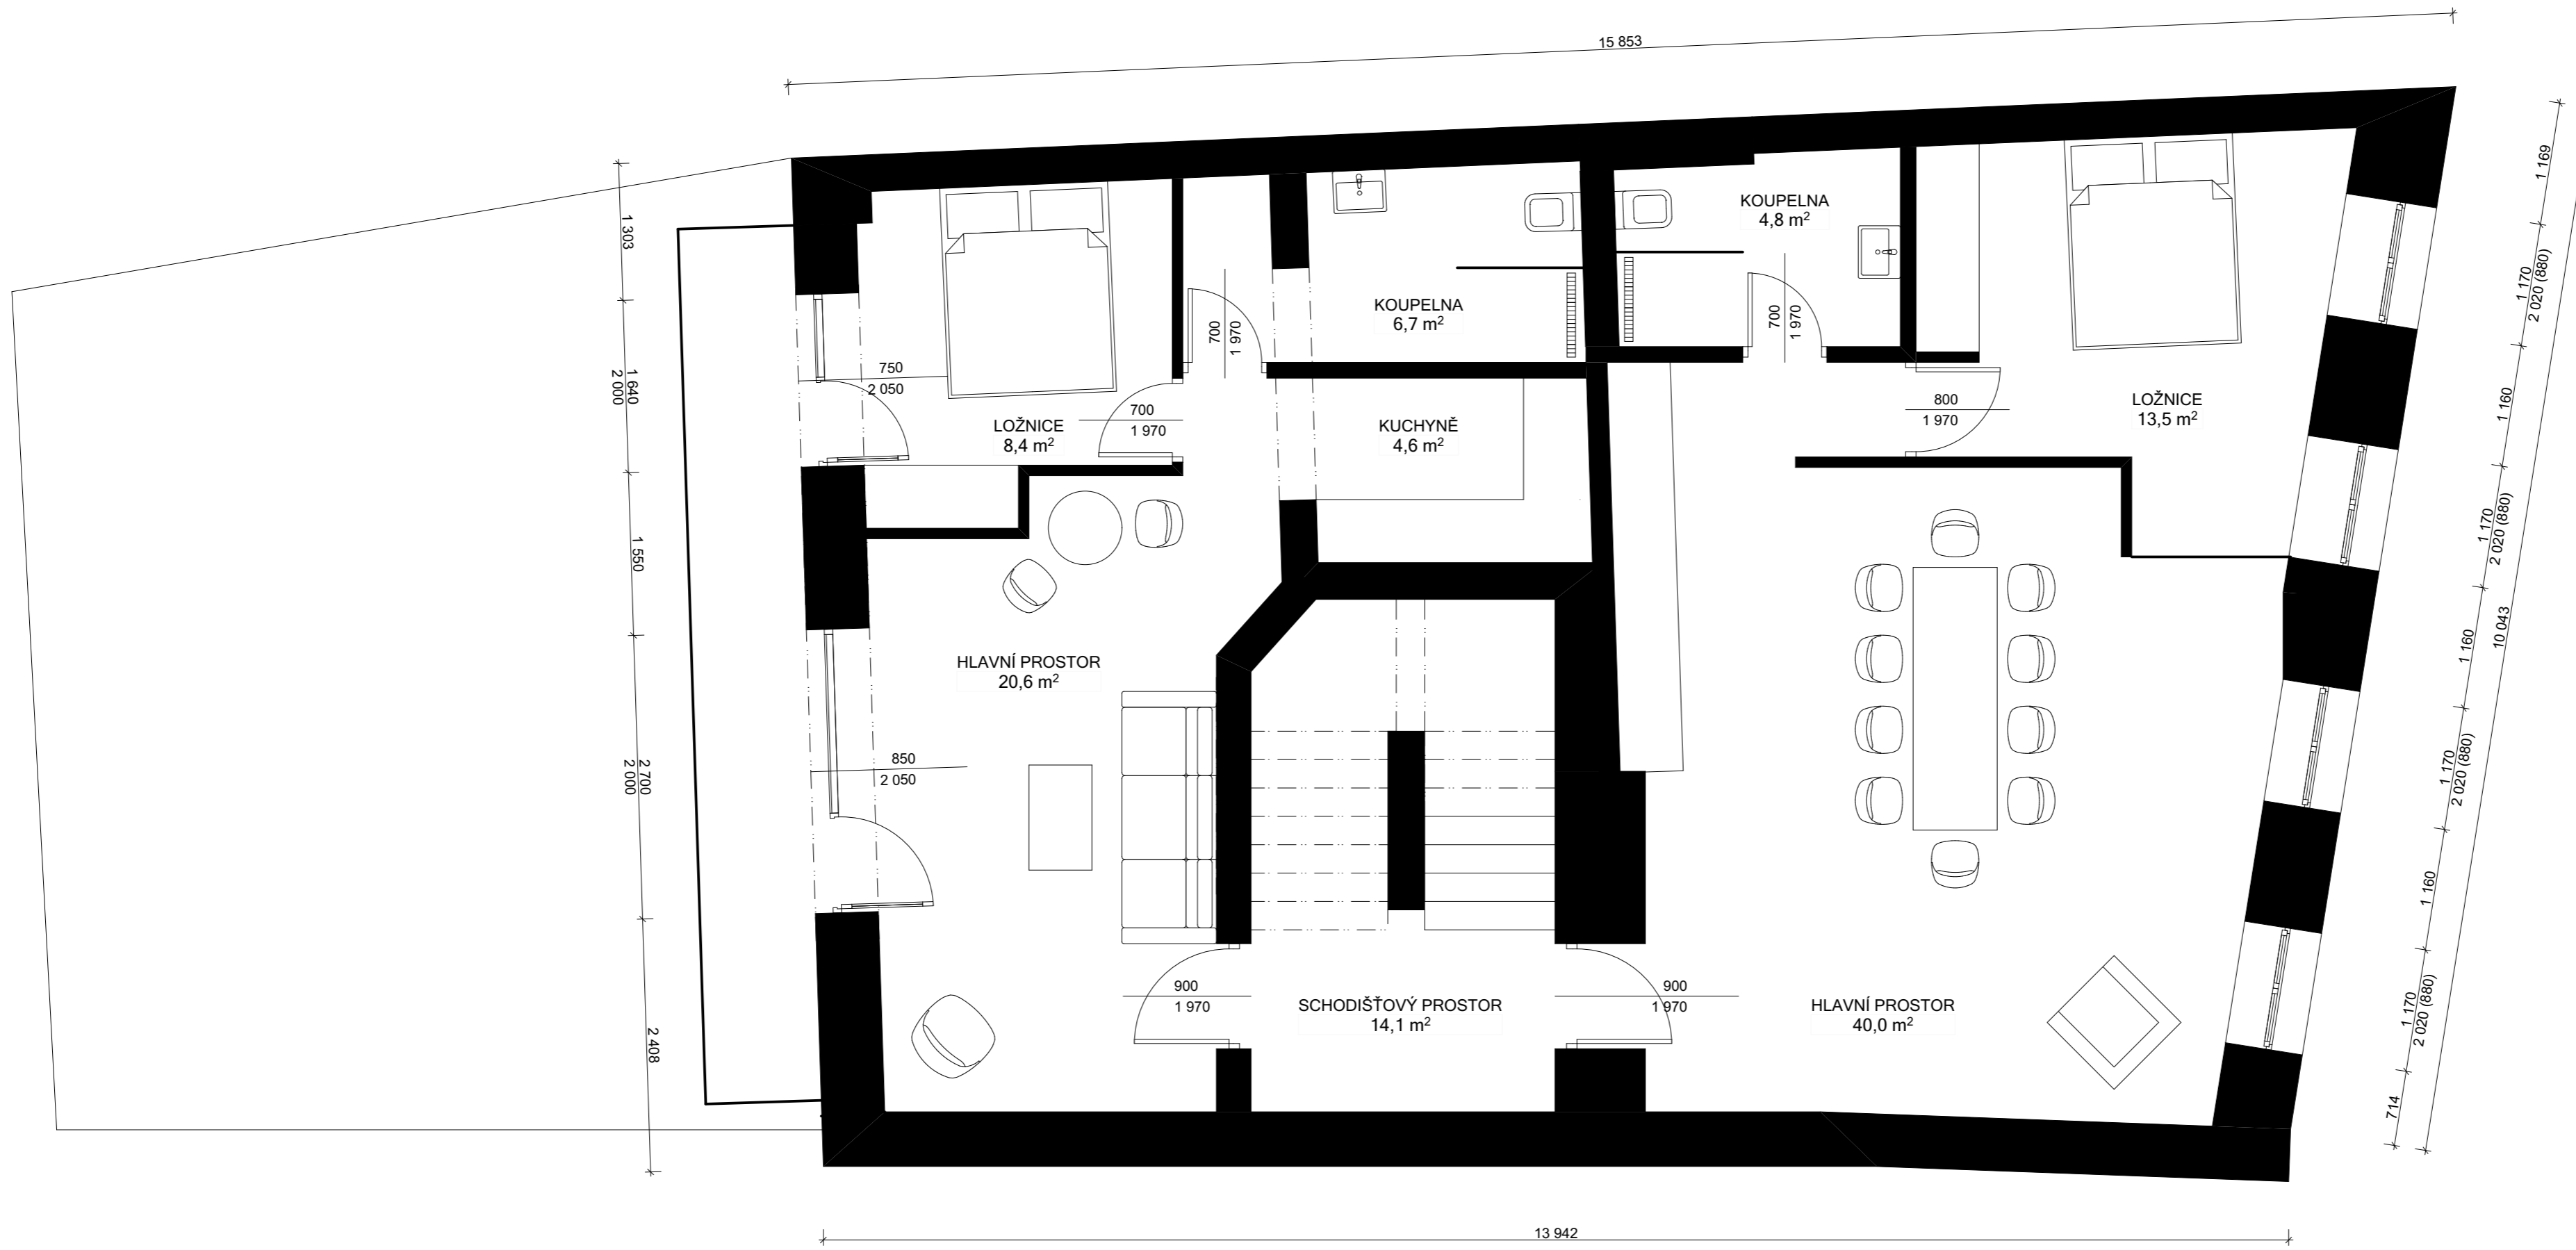 15 853
1 303
1 640
2 000
1 550
2 700
2 000
2 408
750
2 050
LOŽNICE
8,4 m²
700
1 970
700
1 970
KOUPELNA
6,7 m²
KUCHYNĚ
4,6 m²
KOUPELNA
4,8 m²
700
1 970
800
1 970
LOŽNICE
13,5 m²
HLAVNÍ PROSTOR
20,6 m²
850
2 050
900
1 970
SCHODIŠŤOVÝ PROSTOR
14,1 m²
900
1 970
HLAVNÍ PROSTOR
40,0 m²
1 169
1 170
2 020 (880)
1 160
1 170
2 020 (880)
1 160
1 170
2 020 (880)
1 160
1 170
2 020 (880)
714
10 043
13 942